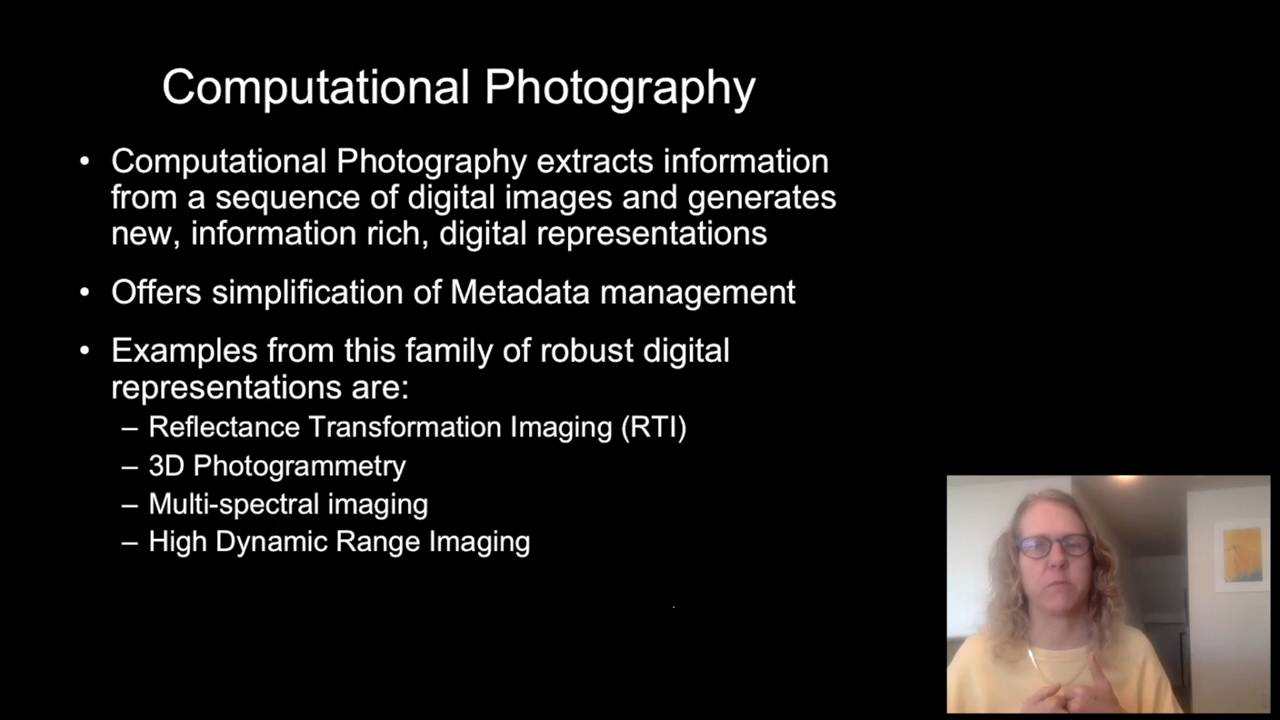 Computational Photography
• Computational Photography extracts information
from a sequence of digital images and generates
new, information rich, digital representations
• Offers simplification of Metadata management
• Examples from this family of robust digital
representations are:
– Reflectance Transformation Imaging (RTI)
– 3D Photogrammetry
– Multi-spectral imaging
– High Dynamic Range Imaging